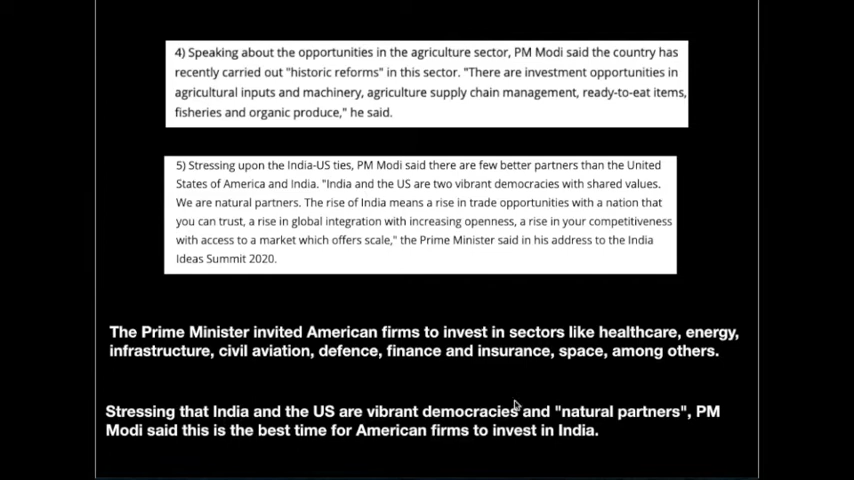 4) Speaking about the opportunities in the agriculture sector, PM Modi said the country has
recently carried out "historic reforms" in this sector. "There are investment opportunities in
agricultural inputs and machinery, agriculture supply chain management, ready-to-eat items,
fisheries and organic produce," he said.
5) Stressing upon the India-US ties, PM Modi said there are few better partners than the United
States of America and India. "India and the US are two vibrant democracies with shared values.
We are natural partners. The rise of India means a rise in trade opportunities with a nation that
you can trust, a rise in global integration with increasing openness, a rise in your competitiveness
with access to a market which offers scale," the Prime Minister said in his address to the India
Ideas Summit 2020.
The Prime Minister invited American firms to invest in sectors like healthcare, energy,
infrastructure, civil aviation, defence, finance and insurance, space, among others.
Stressing that India and the US are vibrant democracies and "natural partners", PM
Modi said this is the best time for American firms to invest in India.